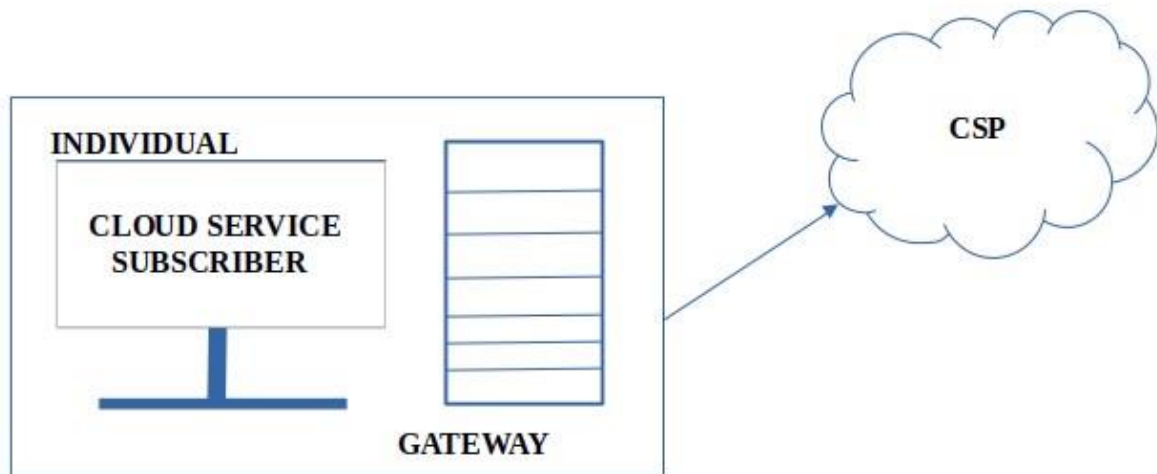 INDIVIDUAL
CLOUD SERVICE
SUBSCRIBER
GATEWAY
CSP